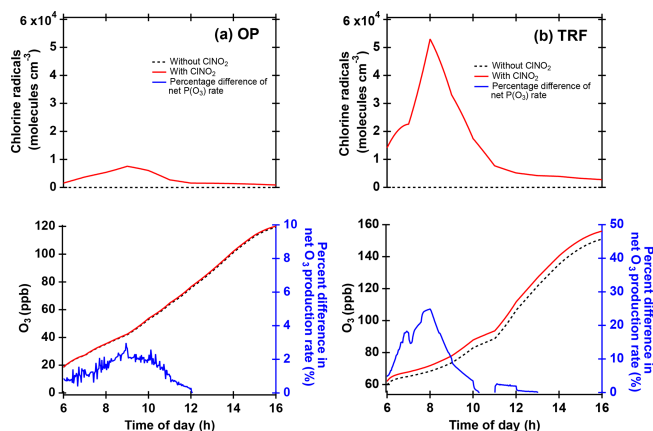 (a) OP
Without ClNO2
With ClNO2
Percentage difference of
net P(O3) rate
Chlorine radicals
(molecules cm-3)
6 x10^4
5
4
3
2
1
0
(b) TRF
Without ClNO2
With ClNO2
Percentage difference of
net P(O3) rate
Chlorine radicals
(molecules cm-3)
6 x10^4
5
4
3
2
1
0
O3 (ppb)
120
100
80
60
40
20
0
10
8
6
4
2
0
Percent difference in
net O3 production rate (%)
6
8
10
12
14
16
Time of day (h)
O3 (ppb)
160
140
120
100
80
60
50
40
30
20
10
0
Percent difference in
net O3 production rate (%)
6
8
10
12
14
16
Time of day (h)